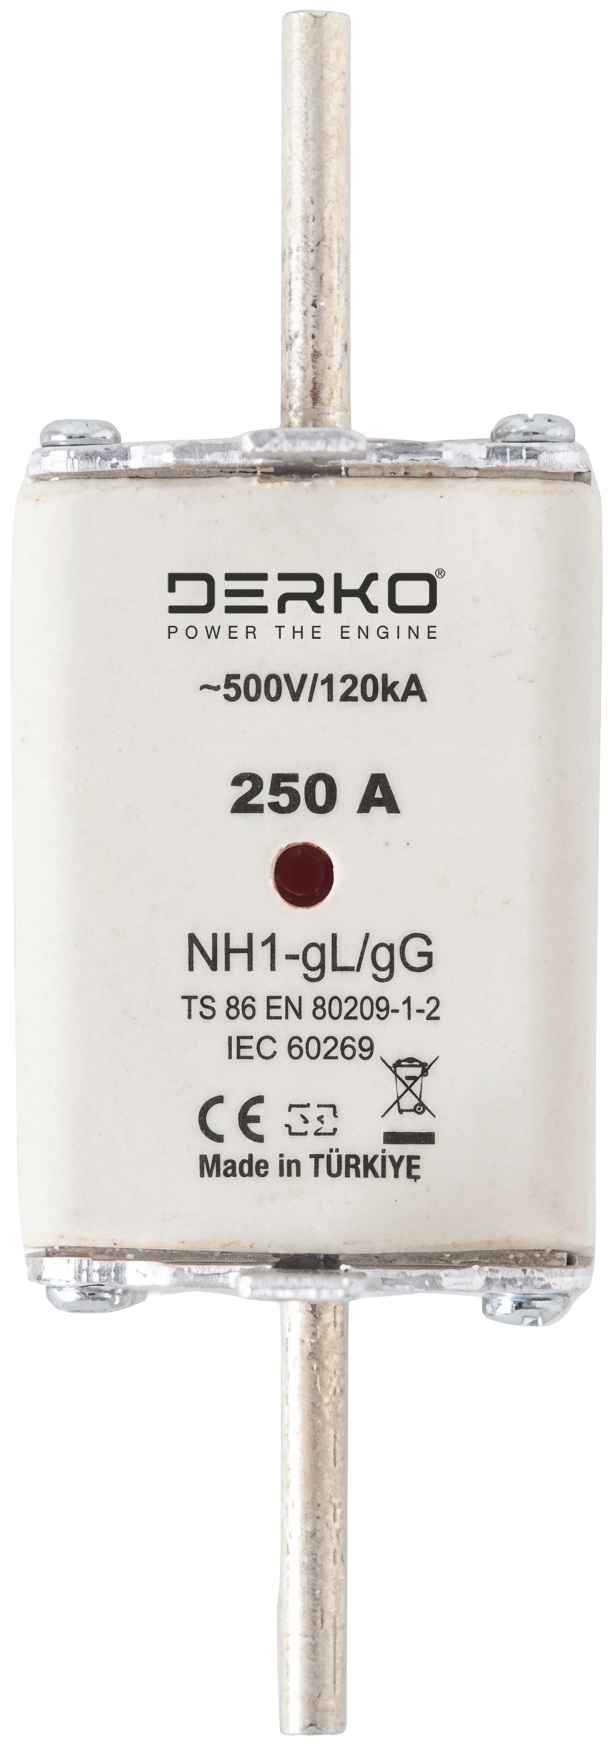 DERKO®
POWER THE ENGINE
~500V/120kA
250 A
NH1-gL/gG
TS 86 EN 80209-1-2
IEC 60269
CE
Made in TÜRKİYE